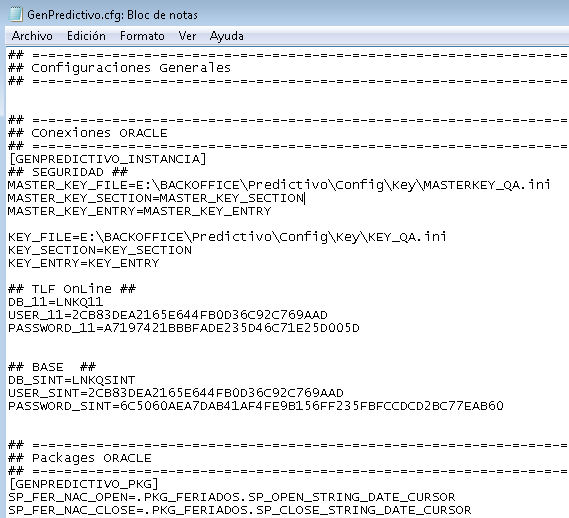 GenPredictivo.cfg: Bloc de notas
Archivo Edición Formato Ver Ayuda
## ==========================================================
## Configuraciones Generales
## ==========================================================
## ==========================================================
## COnexiones ORACLE
## ==========================================================
[GENPREDICTIVO_INSTANCIA]
## SEGURIDAD ##
MASTER_KEY_FILE=E:\BACKOFFICE\Predictivo\Config\Key\MASTERKEY_QA.ini
MASTER_KEY_SECTION=MASTER_KEY_SECTION
MASTER_KEY_ENTRY=MASTER_KEY_ENTRY
KEY_FILE=E:\BACKOFFICE\Predictivo\Config\Key\KEY_QA.ini
KEY_SECTION=KEY_SECTION
KEY_ENTRY=KEY_ENTRY
## TLF OnLine ##
DB_11=LNKQ11
USER_11=2CB83DEA2165E644FB0D36C92C769AAD
PASSWORD_11=A7197421BBBFADE235D46C71E25D005D
## BASE  ##
DB_SINT=LNKQSINT
USER_SINT=2CB83DEA2165E644FB0D36C92C769AAD
PASSWORD_SINT=6C5060AEA7DAB41AF4FE9B156FF235FBFCCDCD2BC77EAB60
## ==========================================================
## Packages ORACLE
## ==========================================================
[GENPREDICTIVO_PKG]
SP_FER_NAC_OPEN=.PKG_FERIADOS.SP_OPEN_STRING_DATE_CURSOR
SP_FER_NAC_CLOSE=.PKG_FERIADOS.SP_CLOSE_STRING_DATE_CURSOR